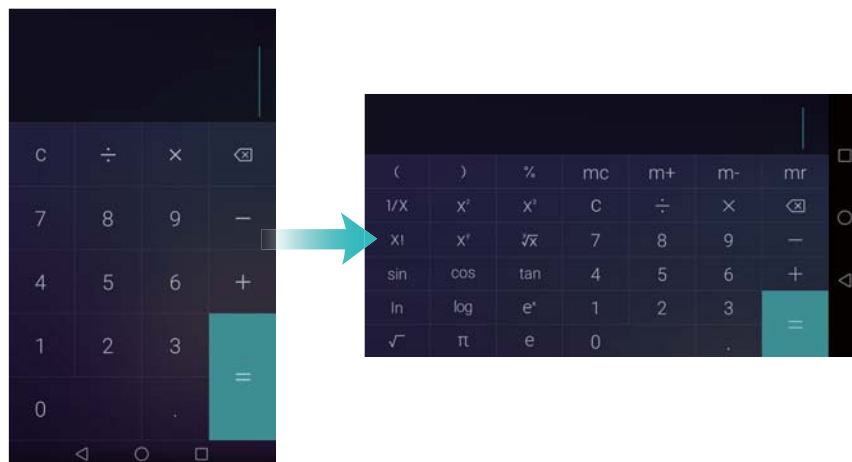 C ÷ ×
7 8 9 −
4 5 6 +
1 2 3
0 . =
( ) % mc m+ m- mr
1/X X² X³ C ÷ ×
X! Xʸ ʸ√x 7 8 9 −
sin cos tan 4 5 6 +
ln log eˣ 1 2 3
√ π e 0 . =